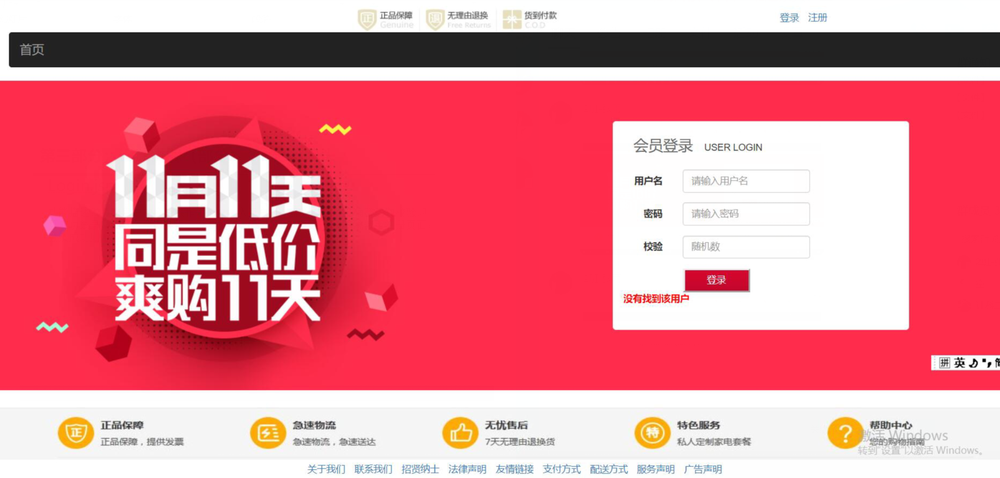 正品保障 无理由退换 货到付款 登录 注册
Genuine Free Returns C.O.D
首页
11月11天
同是低价
爽购11天
会员登录 USER LOGIN
用户名 请输入用户名
密码 请输入密码
校验 随机数
登录
没有找到该用户
拼 英
正品保障 急速物流 无忧售后 特色服务 帮助中心
正品保障，提供发票 急速物流，急速送达 7天无理由退换货 私人定制家电套餐 您的购物指南
激活 Windows
转到"设置"以激活 Windows。
关于我们 联系我们 招贤纳士 法律声明 友情链接 支付方式 配送方式 服务声明 广告声明